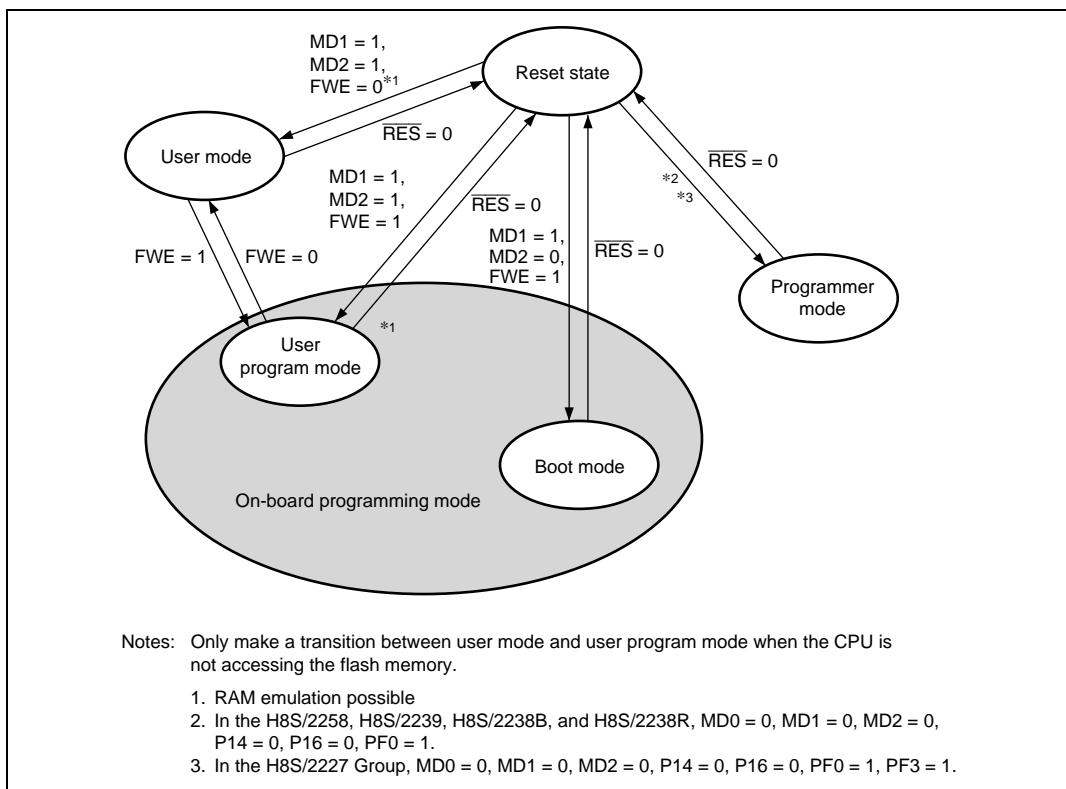 MD1 = 1,
MD2 = 1,
FWE = 0*1
Reset state
RES = 0
User mode
RES = 0
*2
*3
MD1 = 1,
MD2 = 1,
FWE = 1
RES = 0
MD1 = 1,
MD2 = 0,
FWE = 1
RES = 0
FWE = 1
FWE = 0
Programmer
mode
*1
User
program mode
Boot mode
On-board programming mode
Notes: Only make a transition between user mode and user program mode when the CPU is
not accessing the flash memory.
1. RAM emulation possible
2. In the H8S/2258, H8S/2239, H8S/2238B, and H8S/2238R, MD0 = 0, MD1 = 0, MD2 = 0,
P14 = 0, P16 = 0, PF0 = 1.
3. In the H8S/2227 Group, MD0 = 0, MD1 = 0, MD2 = 0, P14 = 0, P16 = 0, PF0 = 1, PF3 = 1.